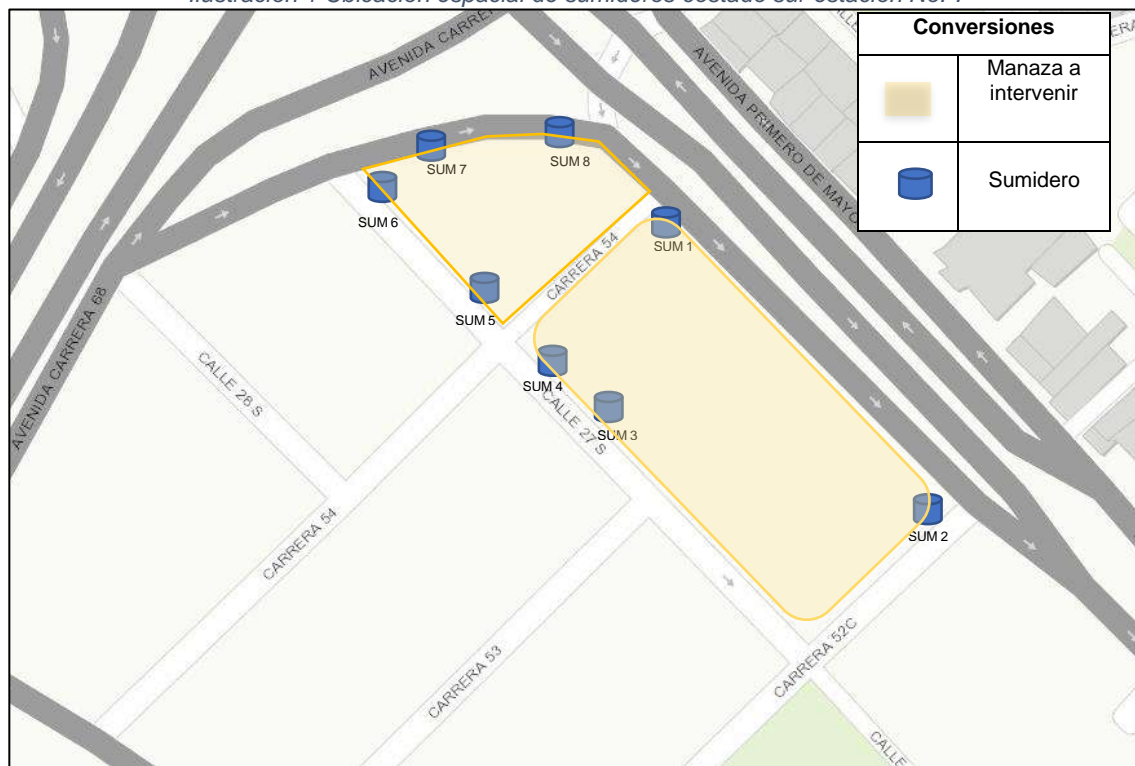 Conversiones
Manaza a
intervenir
Sumidero
AVENIDA CARRE
AVENIDA PRIMERO DE MAYO
SUM 7
SUM 8
SUM 6
SUM 1
CARRERA 54
SUM 5
AVENIDA CARRERA 68
SUM 4
CALLE 28 S
CALLE 27 S
SUM 3
SUM 2
CARRERA 54
CARRERA 53
CARRERA 52C
CALLE